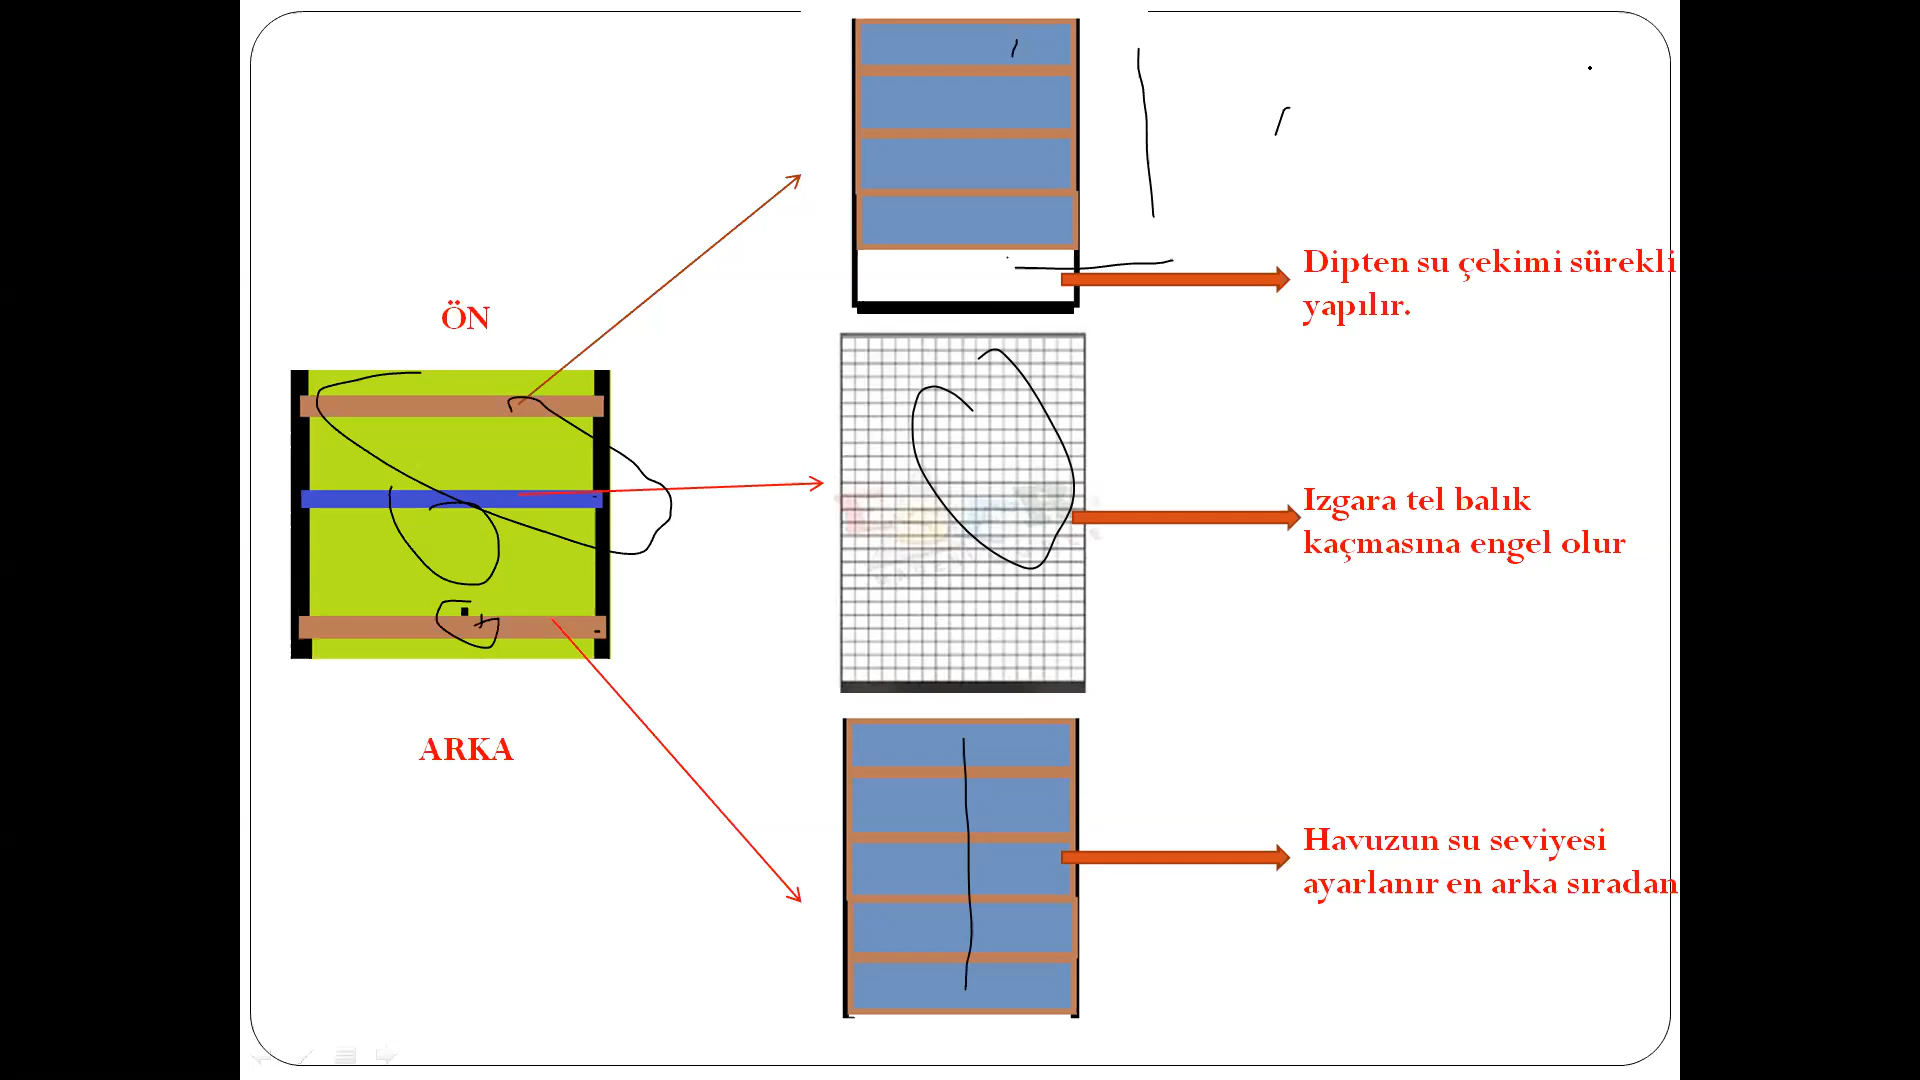 Dipten su çekimi sürekli
yapılır.
ÖN
Izgara tel balık
kaçmasına engel olur
ARKA
Havuzun su seviyesi
ayarlanır en arka sıradan